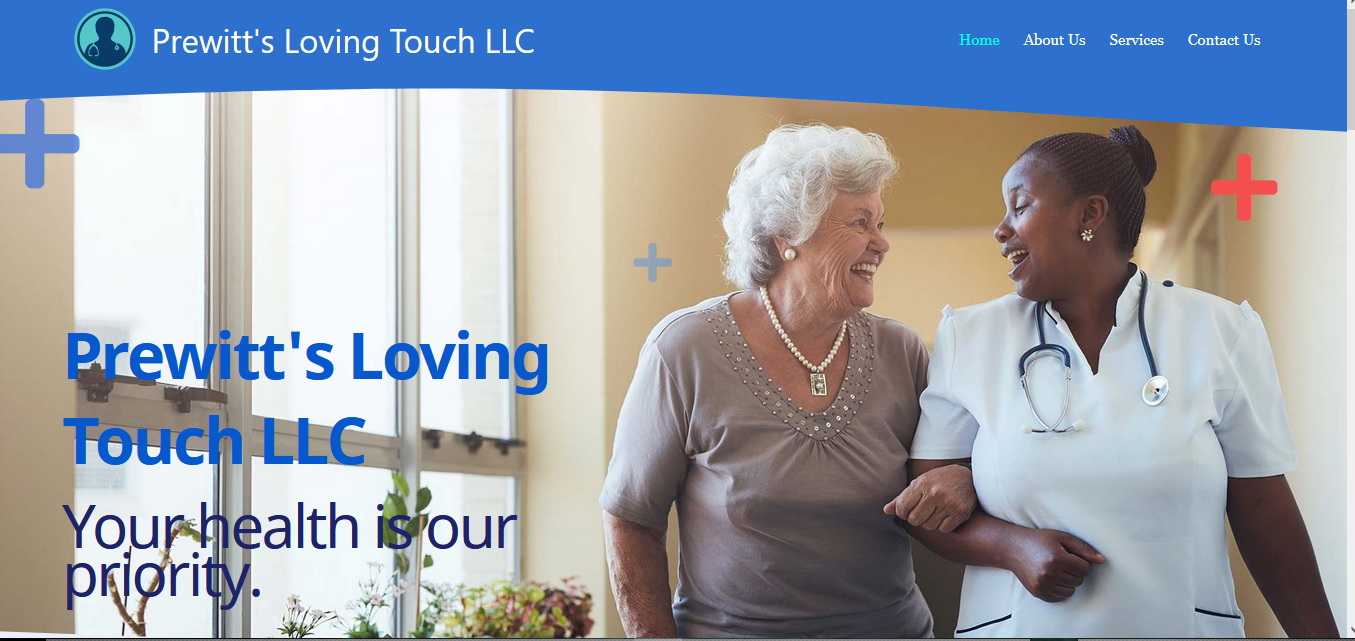 Prewitt's Loving Touch LLC
Home About Us Services Contact Us
Prewitt's Loving
Touch LLC
Your health is our
priority.